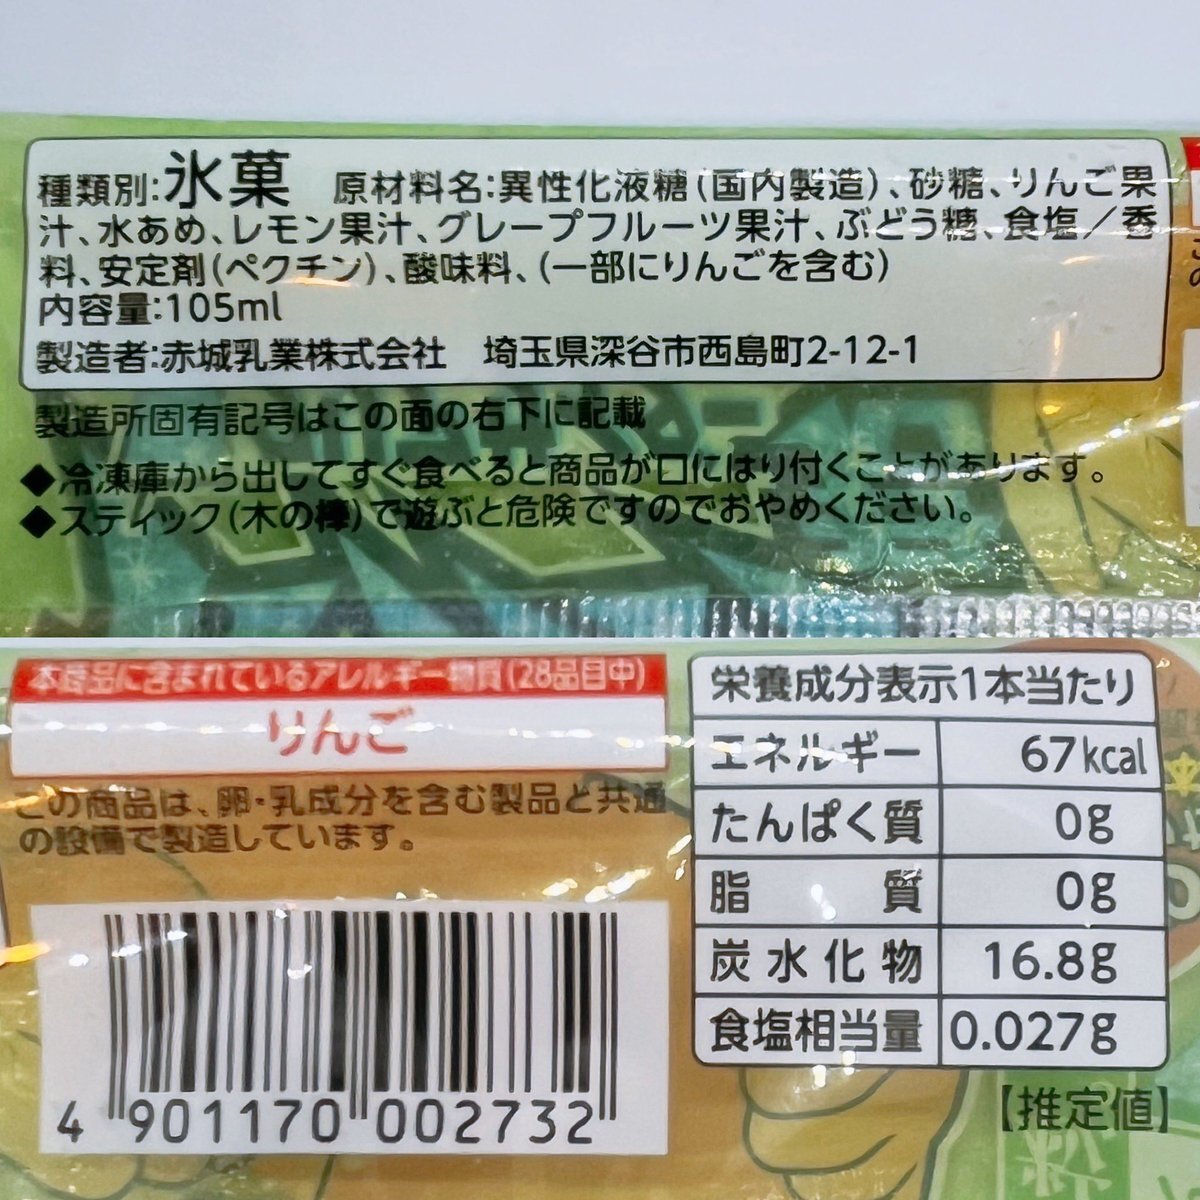 種類別:氷菓 原材料名:異性化液糖(国内製造)、砂糖、りんご果
汁、水あめ、レモン果汁、グレープフルーツ果汁、ぶどう糖、食塩/香
料、安定剤(ペクチン)、酸味料、(一部にりんごを含む)
内容量:105ml
製造者:赤城乳業株式会社 埼玉県深谷市西島町2-12-1
製造所固有記号はこの面の右下に記載
◆冷凍庫から出してすぐ食べると商品が口にはり付くことがあります。
◆スティック(木の棒)で遊ぶと危険ですのでおやめください。
本商品に含まれているアレルギー物質(28品目中)
りんご
この商品は、卵・乳成分を含む製品と共通
の設備で製造しています。
4 901170 002732
栄養成分表示1本当たり
エネルギー 67kcal
たんぱく質 0g
脂質 0g
炭水化物 16.8g
食塩相当量 0.027g
【推定値】